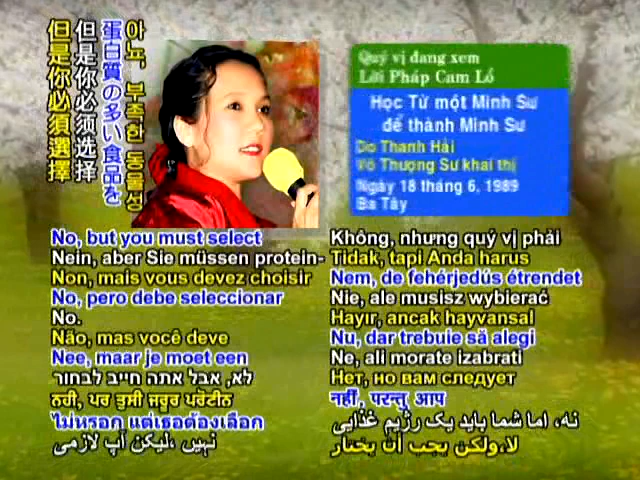 但是你必須選擇
但是你必须选择
蛋白質の多い食品を
아뇨, 부족한 동물성
Quý vị đang xem
Lời Pháp Cam Lồ
Học Từ một Minh Sư
để thành Minh Sư
Do Thanh Hải
Vô Thượng Sư khai thị
Ngày 18 tháng 6, 1989
Ba Tây
No, but you must select
Nein, aber Sie müssen protein-
Non, mais vous devez choisir
No, pero debe seleccionar
No.
Não, mas você deve
Nee, maar je moet een
לא, אבל אתה חייב לבחור
ਨਹੀ, ਪਰ ਤੁਸੀ ਜ਼ਰੂਰ ਪਰੋਟੀਨ
ไม่หรอก แต่เธอต้องเลือก
نہیں ،لیکن آپ لازمی
Không, nhưng quý vị phải
Tidak, tapi Anda harus
Nem, de fehérjedús étrendet
Nie, ale musisz wybierać
Hayır, ancak hayvansal
Nu, dar trebuie să alegi
Ne, ali morate izabrati
Нет, но вам следует
नहीं, परन्तु आप
نه، اما شما باید یک رژیم غذایی
لا،ولكن يجب أن تختار